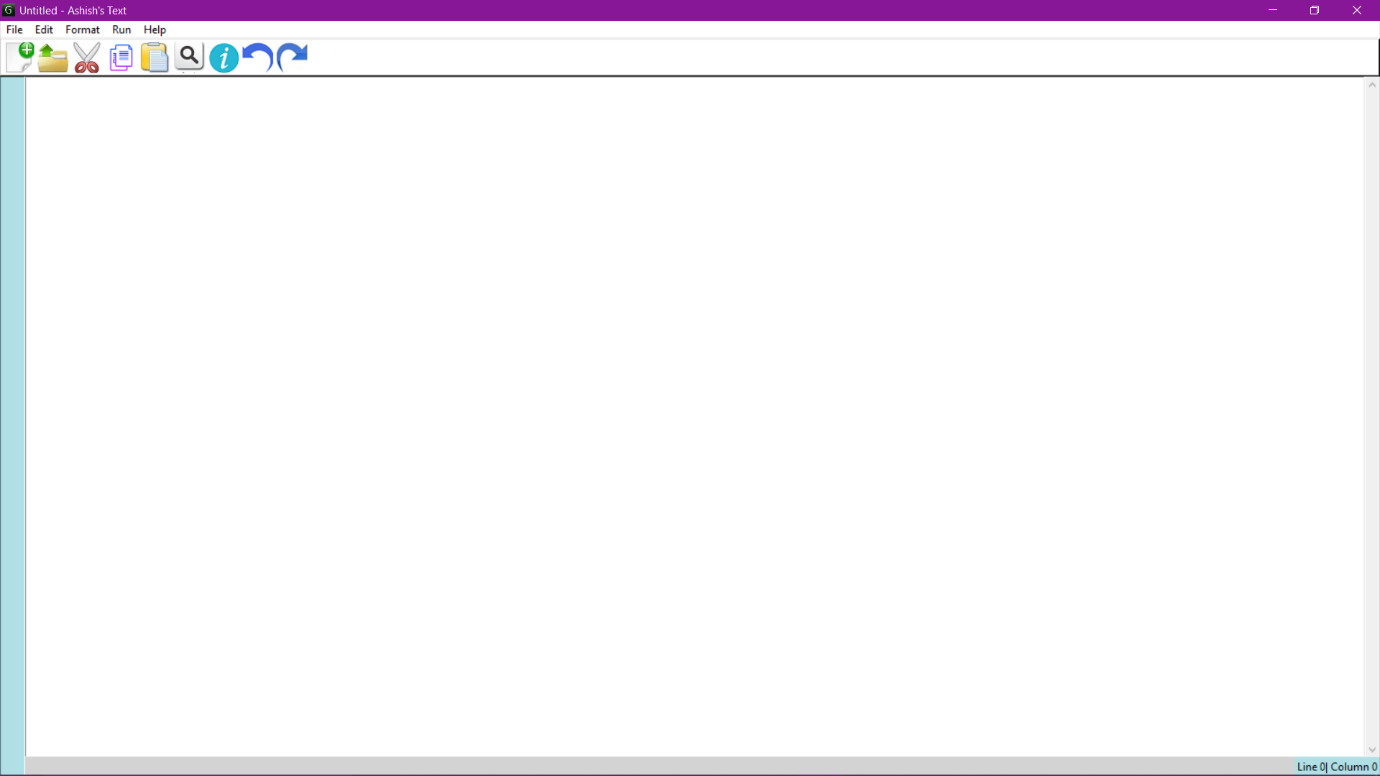 Untitled - Ashish's Text
File Edit Format Run Help
Line 0| Column 0